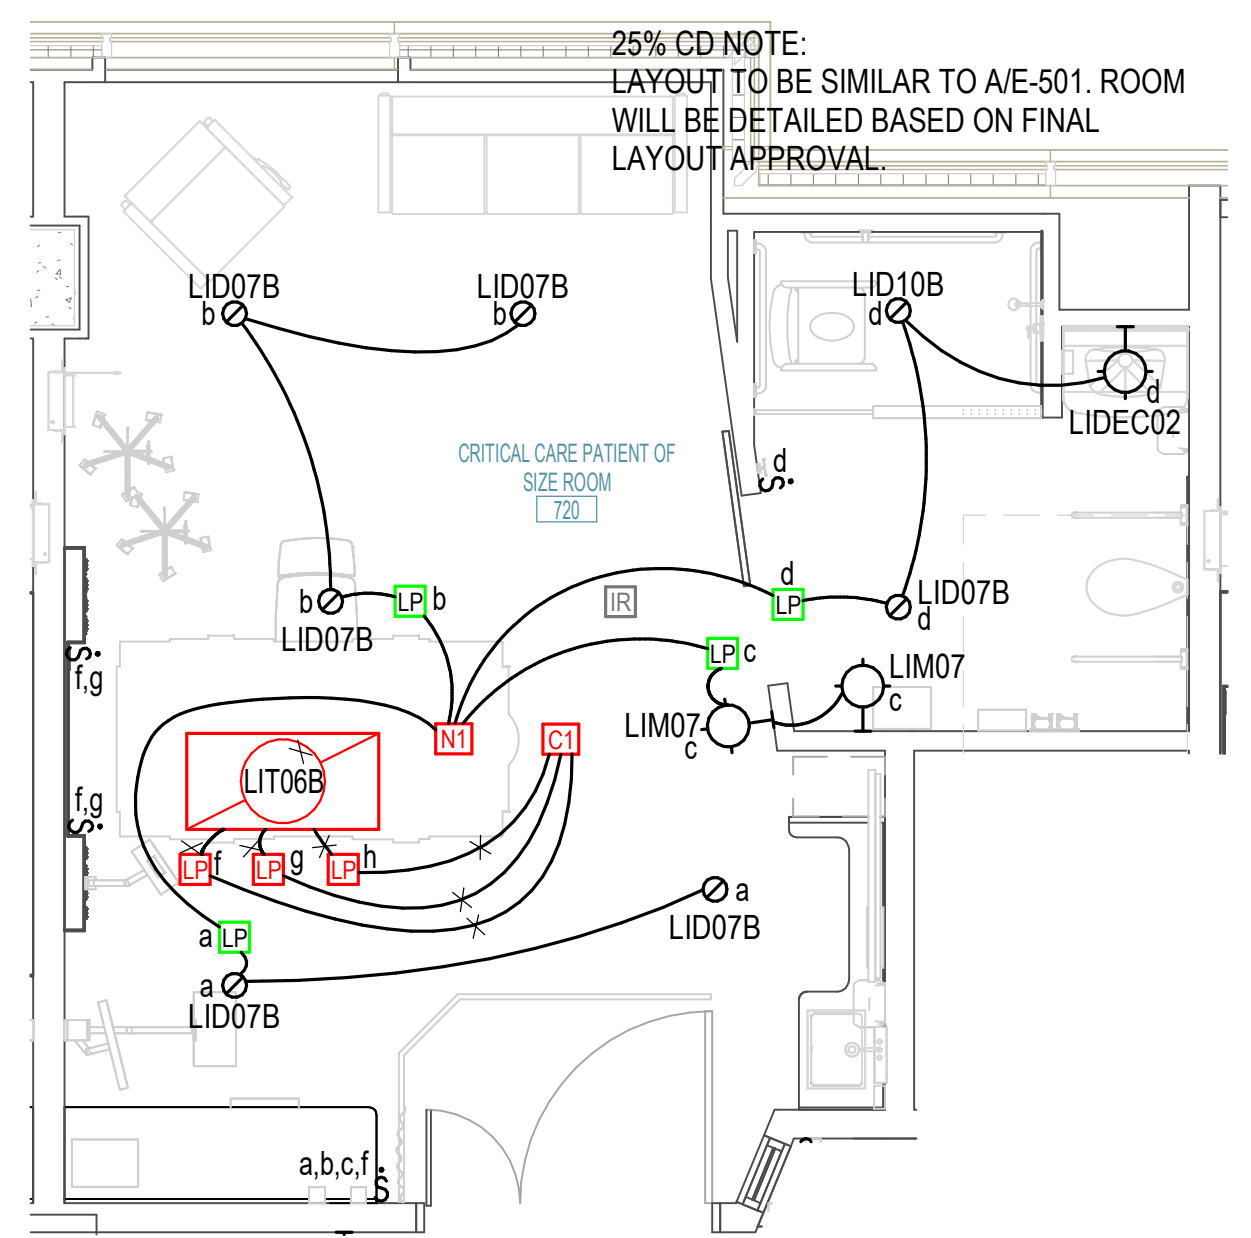 25% CD NOTE:
LAYOUT TO BE SIMILAR TO A/E-501. ROOM
WILL BE DETAILED BASED ON FINAL
LAYOUT APPROVAL.
LID07B
b
LID07B
b
LID10B
d
d
LIDEC02
CRITICAL CARE PATIENT OF
SIZE ROOM
720
d
S
b
LID07B
LP
b
IR
d
LP
LID07B
d
S
f,g
LP
c
LIM07
c
LIM07
c
N1
C1
LIT06B
f,g
S
LP
f
LP
g
LP
h
a
LID07B
a
LP
a
LID07B
a,b,c,f
S